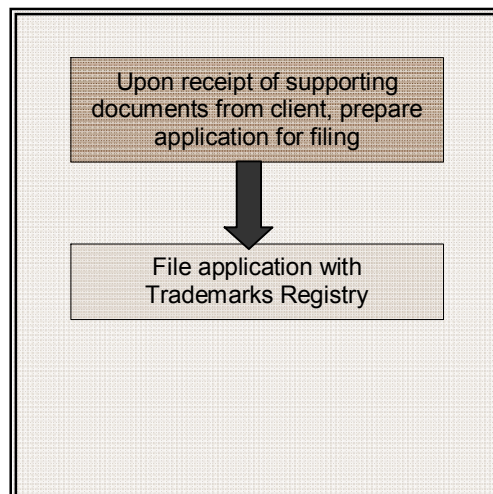 Upon receipt of supporting
documents from client, prepare
application for filing
File application with
Trademarks Registry